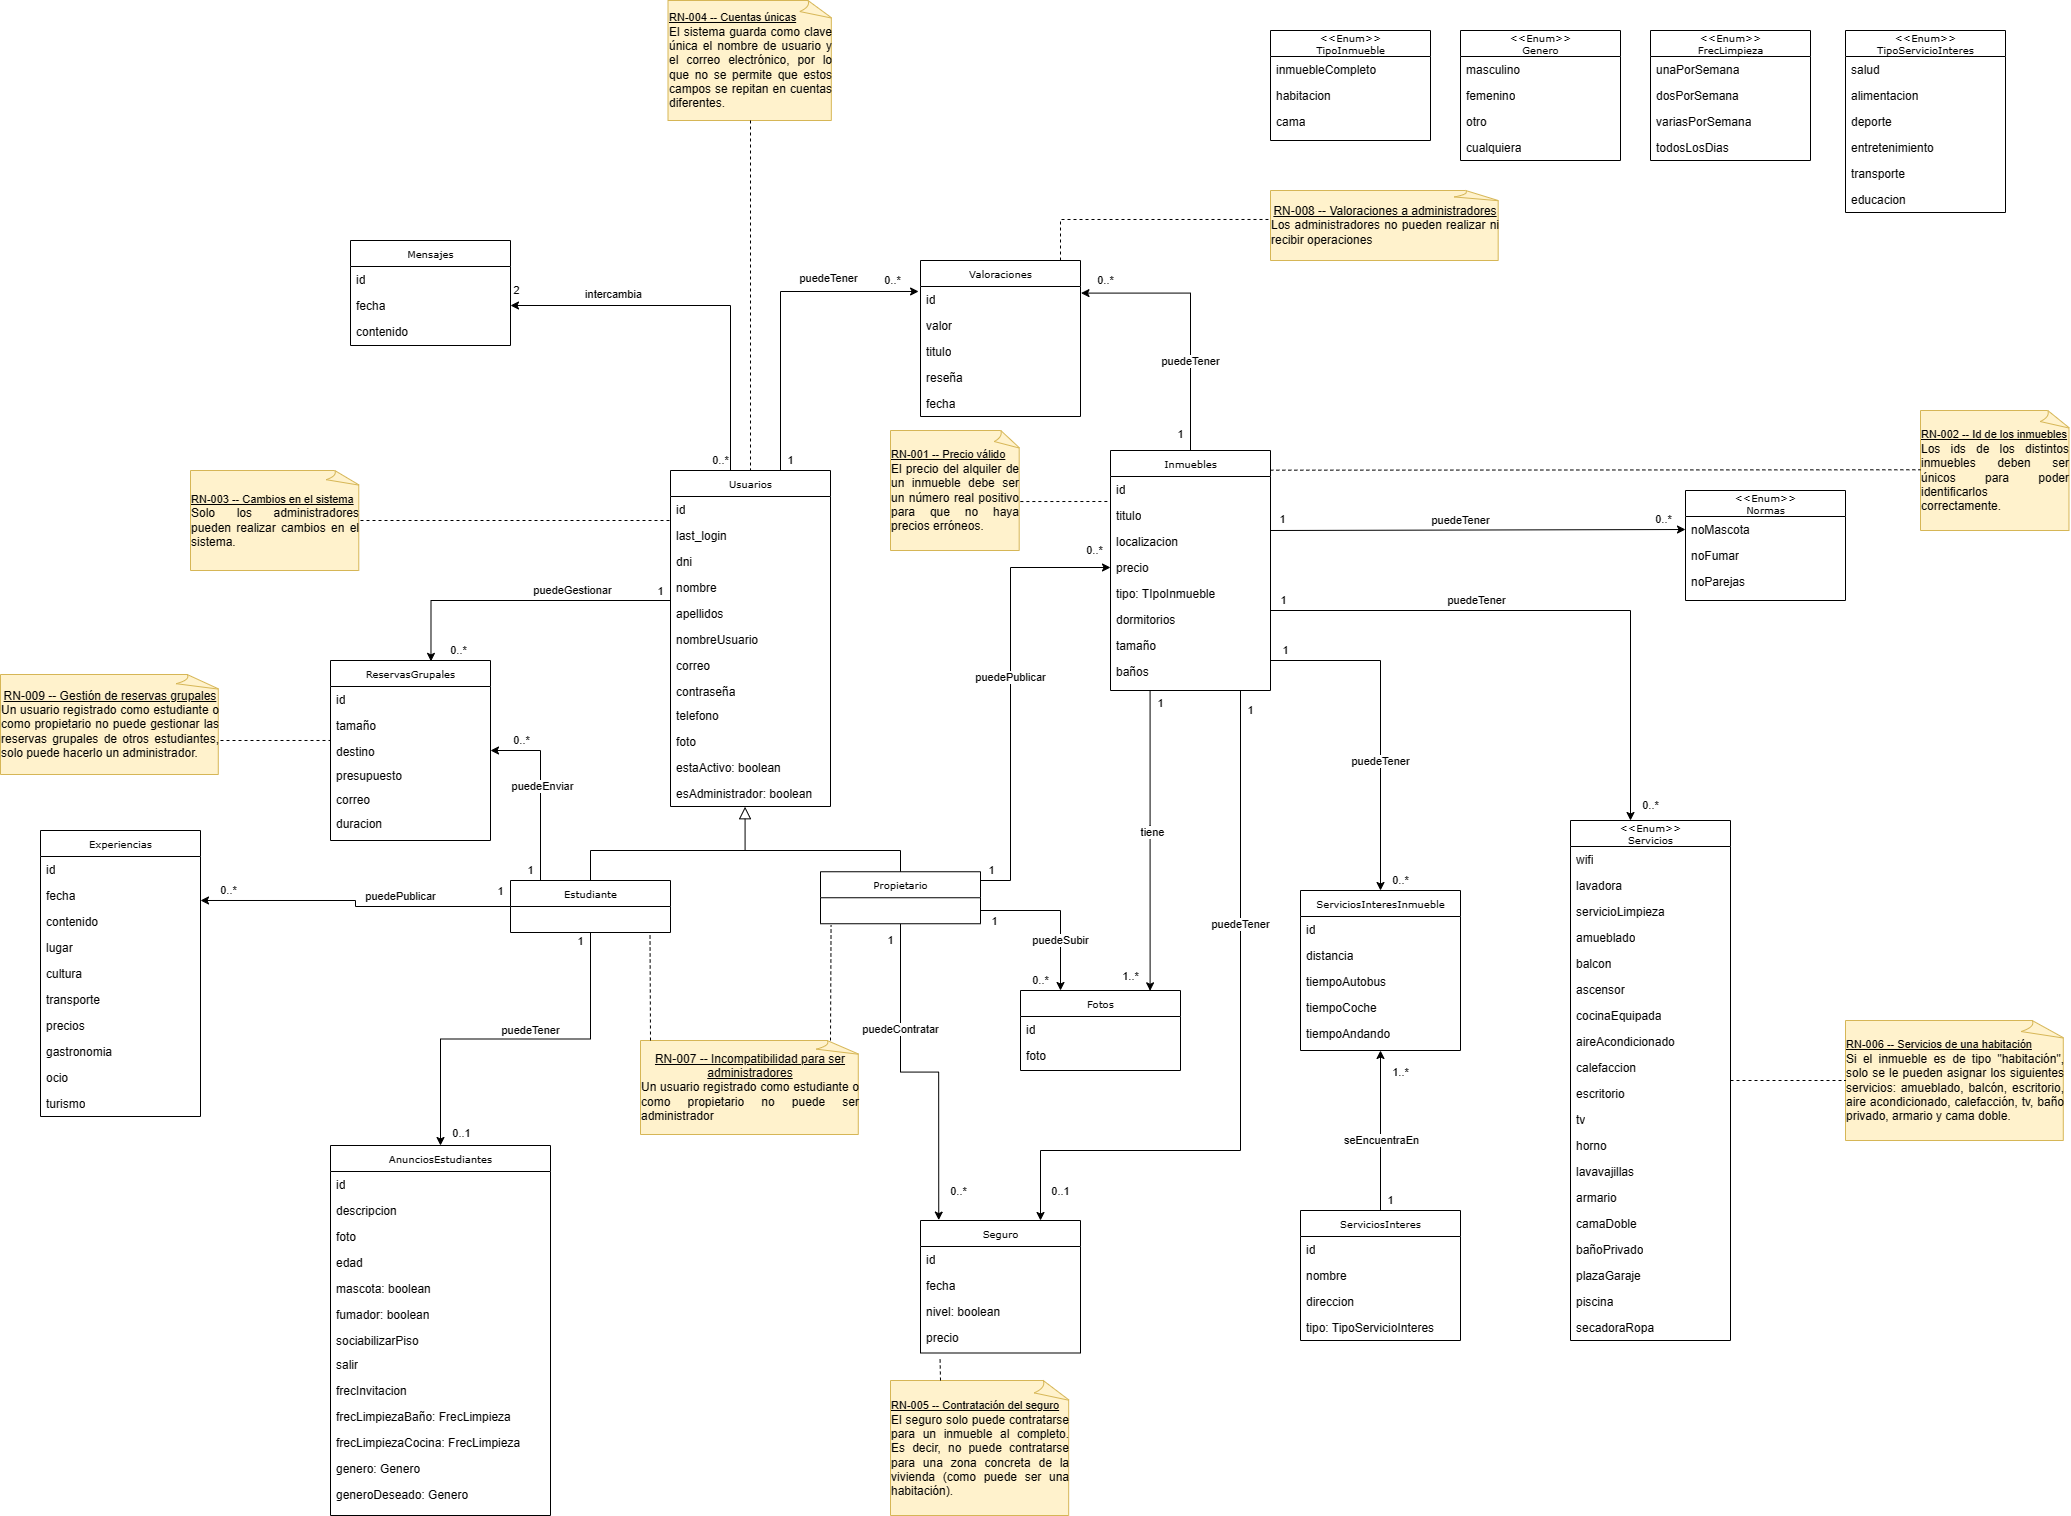 RN-004 -- Cuentas únicas
El sistema guarda como clave
única el nombre de usuario y
el correo electrónico, por lo
que no se permite que estos
campos se repitan en cuentas
diferentes.
<<Enum>>
TipoInmueble
inmuebleCompleto
habitacion
cama
<<Enum>>
Genero
masculino
femenino
otro
cualquiera
<<Enum>>
FrecLimpieza
unaPorSemana
dosPorSemana
variasPorSemana
todosLosDias
<<Enum>>
TipoServicioInteres
salud
alimentacion
deporte
entretenimiento
transporte
educacion
RN-008 -- Valoraciones a administradores
Los administradores no pueden realizar ni
recibir operaciones
Mensajes
id
fecha
contenido
2
intercambia
0..*
puedeTener
0..*
1
Valoraciones
id
valor
titulo
reseña
fecha
0..*
puedeTener
1
RN-001 -- Precio válido
El precio del alquiler de
un inmueble debe ser
un número real positivo
para que no haya
precios erróneos.
RN-002 -- Id de los inmuebles
Los ids de los distintos
inmuebles deben ser
únicos para poder
identificarlos
correctamente.
RN-003 -- Cambios en el sistema
Solo los administradores
pueden realizar cambios en el
sistema.
Usuarios
id
last_login
dni
nombre
apellidos
nombreUsuario
correo
contraseña
telefono
foto
estaActivo: boolean
esAdministrador: boolean
Inmuebles
id
titulo
localizacion
precio
tipo: TIpoInmueble
dormitorios
tamaño
baños
1
puedeTener
0..*
<<Enum>>
Normas
noMascota
noFumar
noParejas
1
puedeTener
0..*
1
puedeTener
0..*
puedeGestionar
1
0..*
RN-009 -- Gestión de reservas grupales
Un usuario registrado como estudiante o
como propietario no puede gestionar las
reservas grupales de otros estudiantes,
solo puede hacerlo un administrador.
ReservasGrupales
id
tamaño
destino
presupuesto
correo
duracion
0..*
puedeEnviar
1
0..*
puedePublicar
1
1
tiene
1..*
1
puedeTener
0..1
Experiencias
id
fecha
contenido
lugar
cultura
transporte
precios
gastronomia
ocio
turismo
0..*
puedePublicar
1
Estudiante
1
Propietario
1
1
puedeSubir
0..*
Fotos
id
foto
puedeContratar
0..*
puedeTener
0..1
RN-007 -- Incompatibilidad para ser
administradores
Un usuario registrado como estudiante o
como propietario no puede ser
administrador
ServiciosInteresInmueble
id
distancia
tiempoAutobus
tiempoCoche
tiempoAndando
1..*
seEncuentraEn
1
ServiciosInteres
id
nombre
direccion
tipo: TipoServicioInteres
<<Enum>>
Servicios
wifi
lavadora
servicioLimpieza
amueblado
balcon
ascensor
cocinaEquipada
aireAcondicionado
calefaccion
escritorio
tv
horno
lavavajillas
armario
camaDoble
bañoPrivado
plazaGaraje
piscina
secadoraRopa
RN-006 -- Servicios de una habitación
Si el inmueble es de tipo "habitación",
solo se le pueden asignar los siguientes
servicios: amueblado, balcón, escritorio,
aire acondicionado, calefacción, tv, baño
privado, armario y cama doble.
AnunciosEstudiantes
id
descripcion
foto
edad
mascota: boolean
fumador: boolean
sociabilizarPiso
salir
frecInvitacion
frecLimpiezaBaño: FrecLimpieza
frecLimpiezaCocina: FrecLimpieza
genero: Genero
generoDeseado: Genero
Seguro
id
fecha
nivel: boolean
precio
RN-005 -- Contratación del seguro
El seguro solo puede contratarse
para un inmueble al completo.
Es decir, no puede contratarse
para una zona concreta de la
vivienda (como puede ser una
habitación).